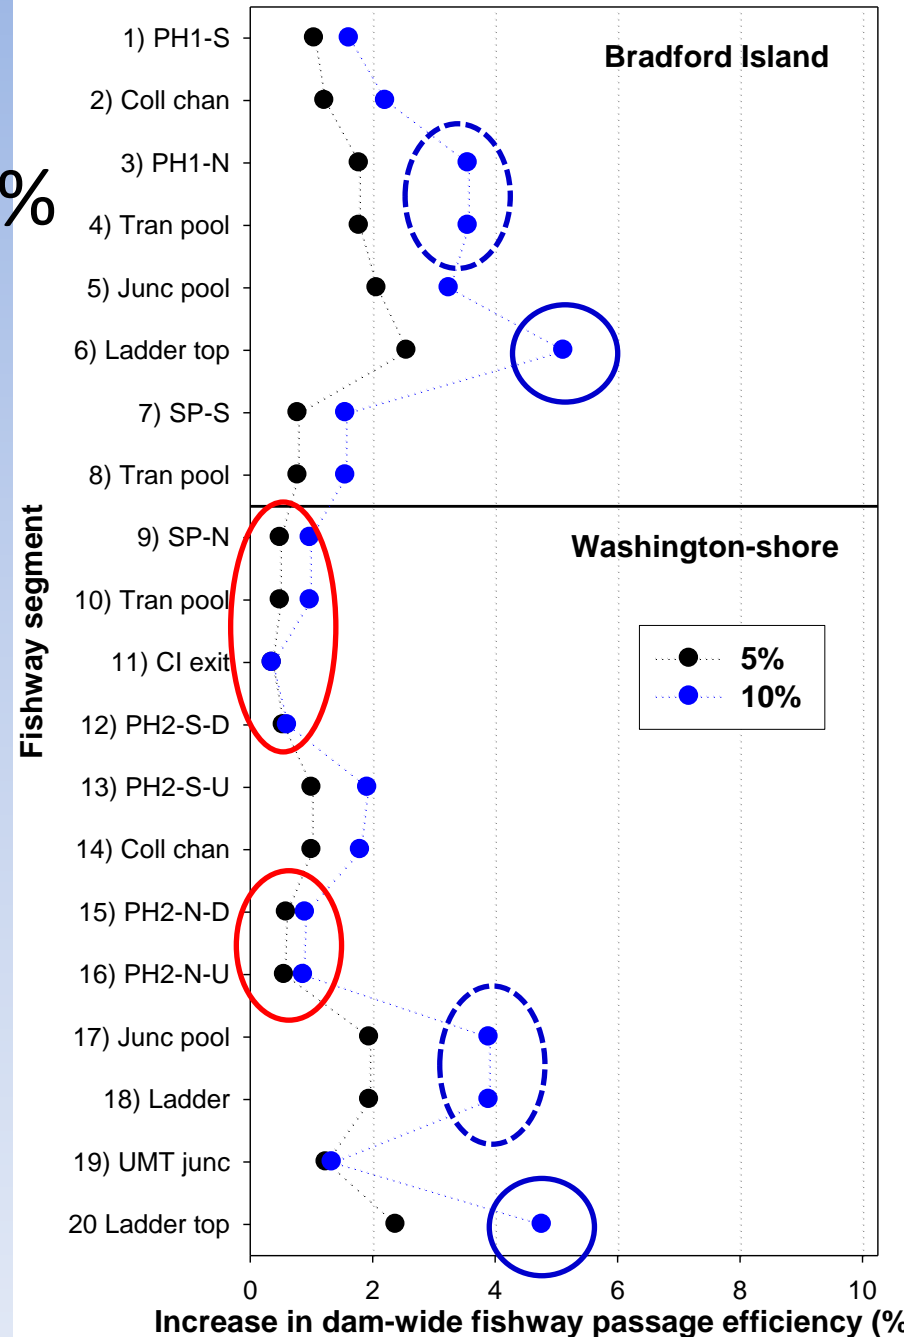 %
Bradford Island
1) PH1-S
2) Coll chan
3) PH1-N
4) Tran pool
5) Junc pool
6) Ladder top
7) SP-S
8) Tran pool
Washington-shore
9) SP-N
10) Tran pool
11) CI exit
12) PH2-S-D
13) PH2-S-U
14) Coll chan
15) PH2-N-D
16) PH2-N-U
17) Junc pool
18) Ladder
19) UMT junc
20 Ladder top
Fishway segment
5%
10%
0 2 4 6 8 10
Increase in dam-wide fishway passage efficiency (%